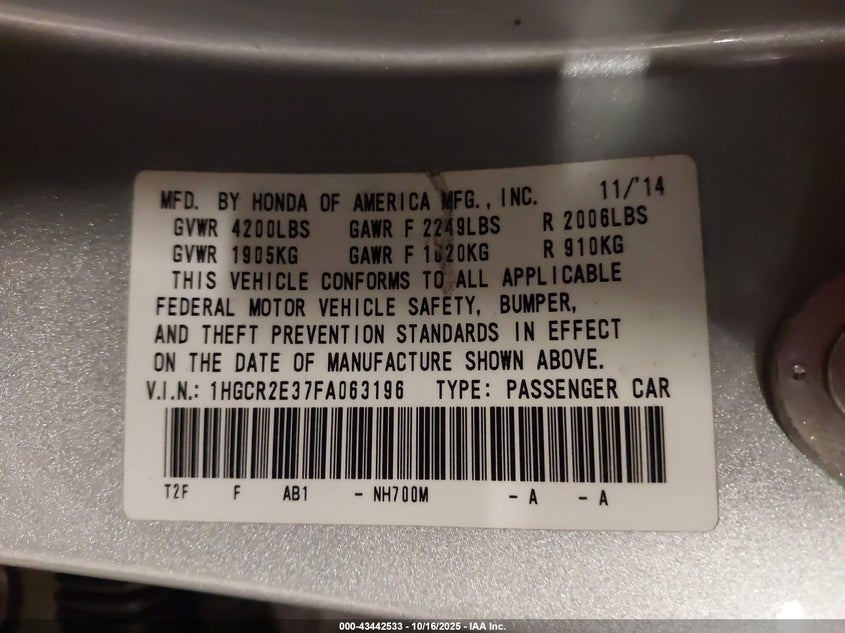 MFD. BY HONDA OF AMERICA MFG., INC. 11/'14
GVWR 4200LBS GAWR F 2249LBS R 2006LBS
GVWR 1905KG GAWR F 1020KG R 910KG
THIS VEHICLE CONFORMS TO ALL APPLICABLE
FEDERAL MOTOR VEHICLE SAFETY, BUMPER,
AND THEFT PREVENTION STANDARDS IN EFFECT
ON THE DATE OF MANUFACTURE SHOWN ABOVE.
V.I.N.: 1HGCR2E37FA063196 TYPE: PASSENGER CAR
T2F F AB1 - NH700M - A - A
000-43442533 - 10/16/2025 - IAA Inc.